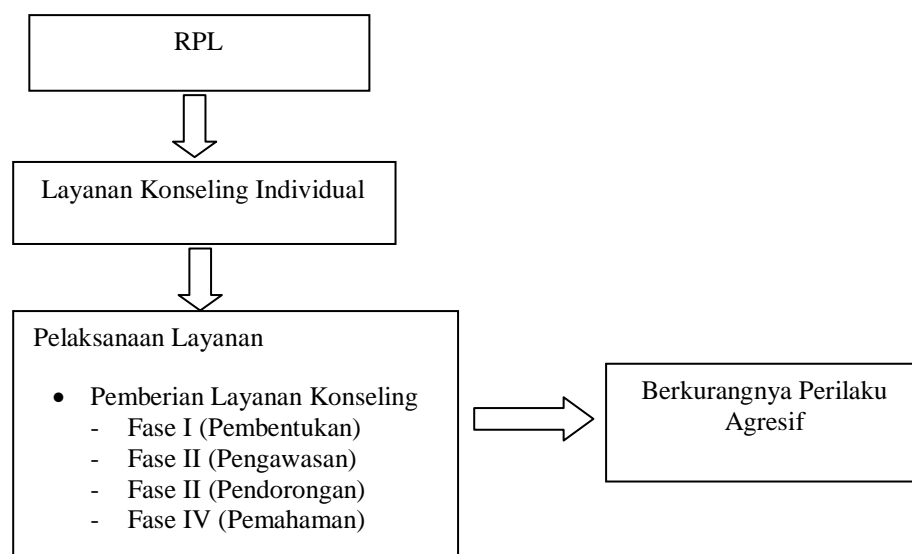 RPL
Layanan Konseling Individual
Pelaksanaan Layanan
• Pemberian Layanan Konseling
- Fase I (Pembentukan)
- Fase II (Pengawasan)
- Fase II (Pendorongan)
- Fase IV (Pemahaman)
Berkurangnya Perilaku
Agresif